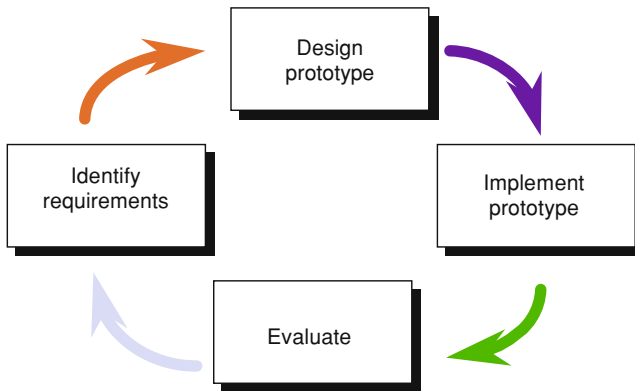 Design
prototype
Identify
requirements
Implement
prototype
Evaluate